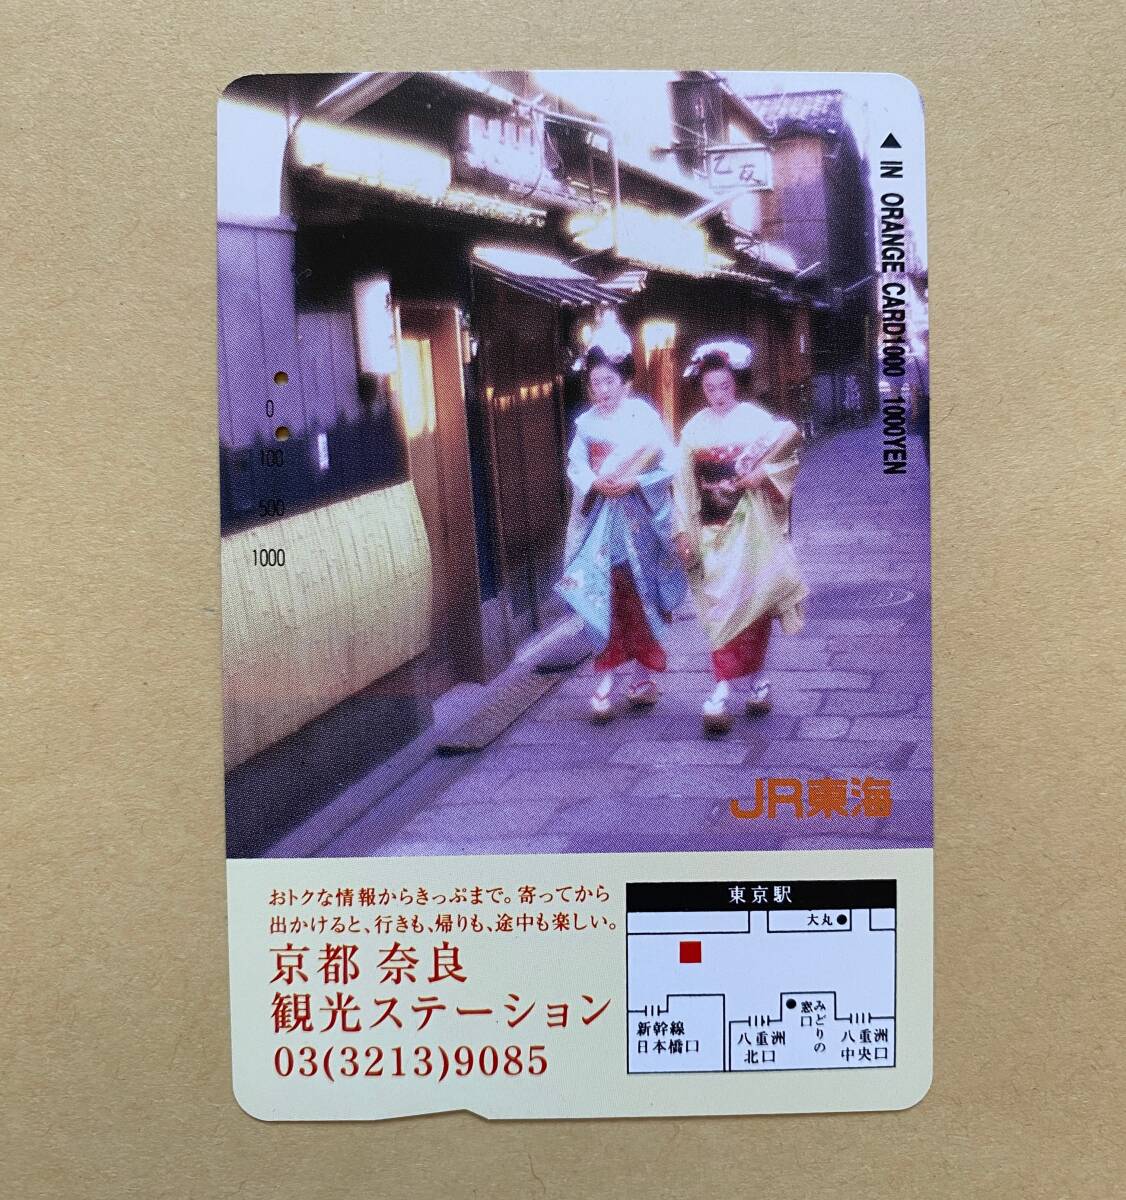 乙女
◀ IN ORANGE CARD1000 1000YEN
0
100
500
1000
JR東海
おトクな情報からきっぷまで。寄ってから
出かけると、行きも、帰りも、途中も楽しい。
京都 奈良
観光ステーション
03(3213)9085
東京駅
大丸●
新幹線
日本橋口
八重洲
北口
●みどりの
窓口
八重洲
中央口